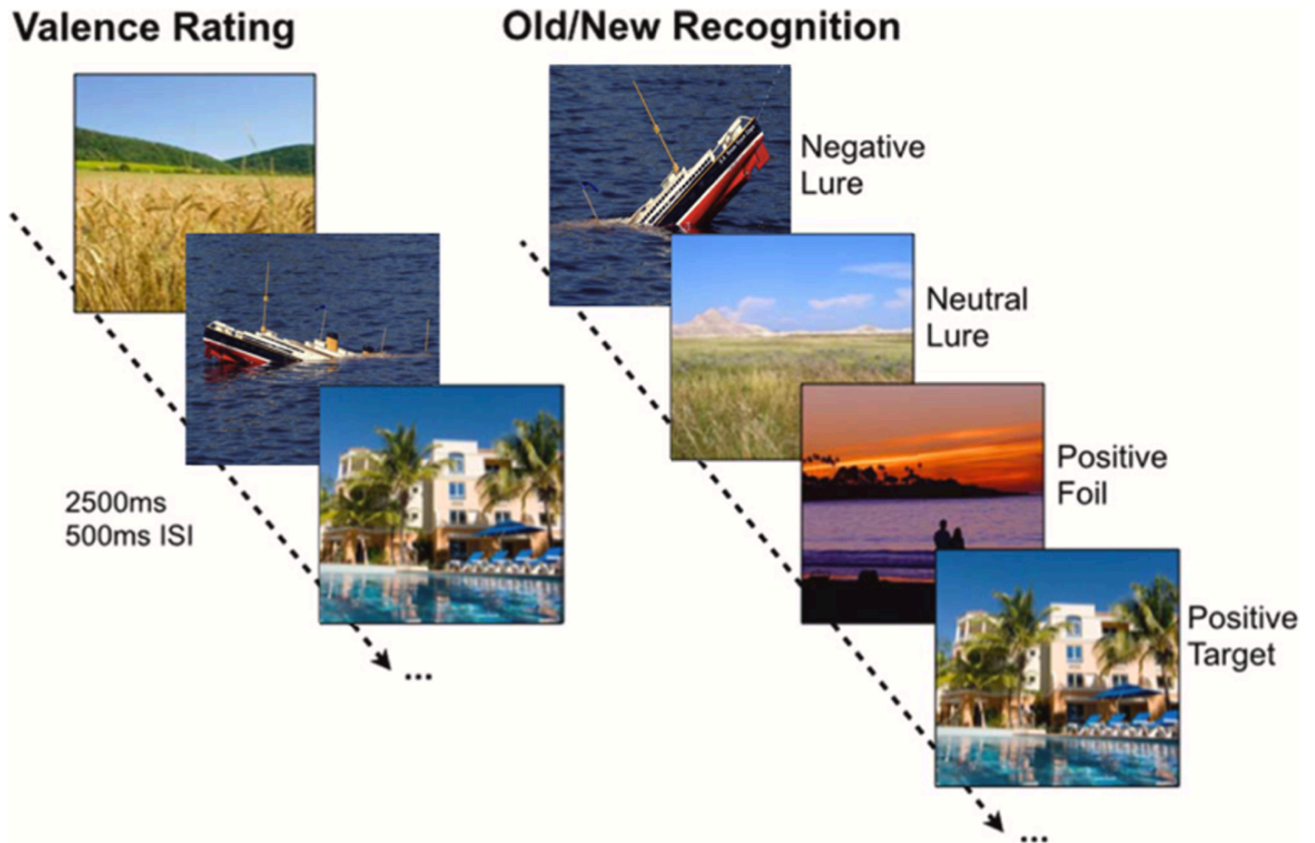 Valence Rating
Old/New Recognition
Negative
Lure
Neutral
Lure
Positive
Foil
2500ms
500ms ISI
Positive
Target
...
...